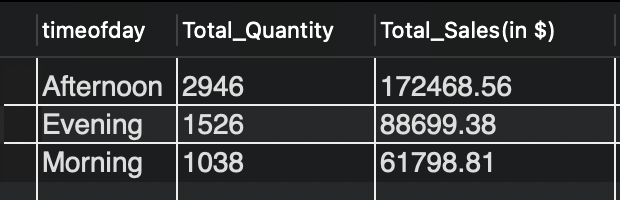 timeofday Total_Quantity Total_Sales(in $)
Afternoon 2946 172468.56
Evening 1526 88699.38
Morning 1038 61798.81